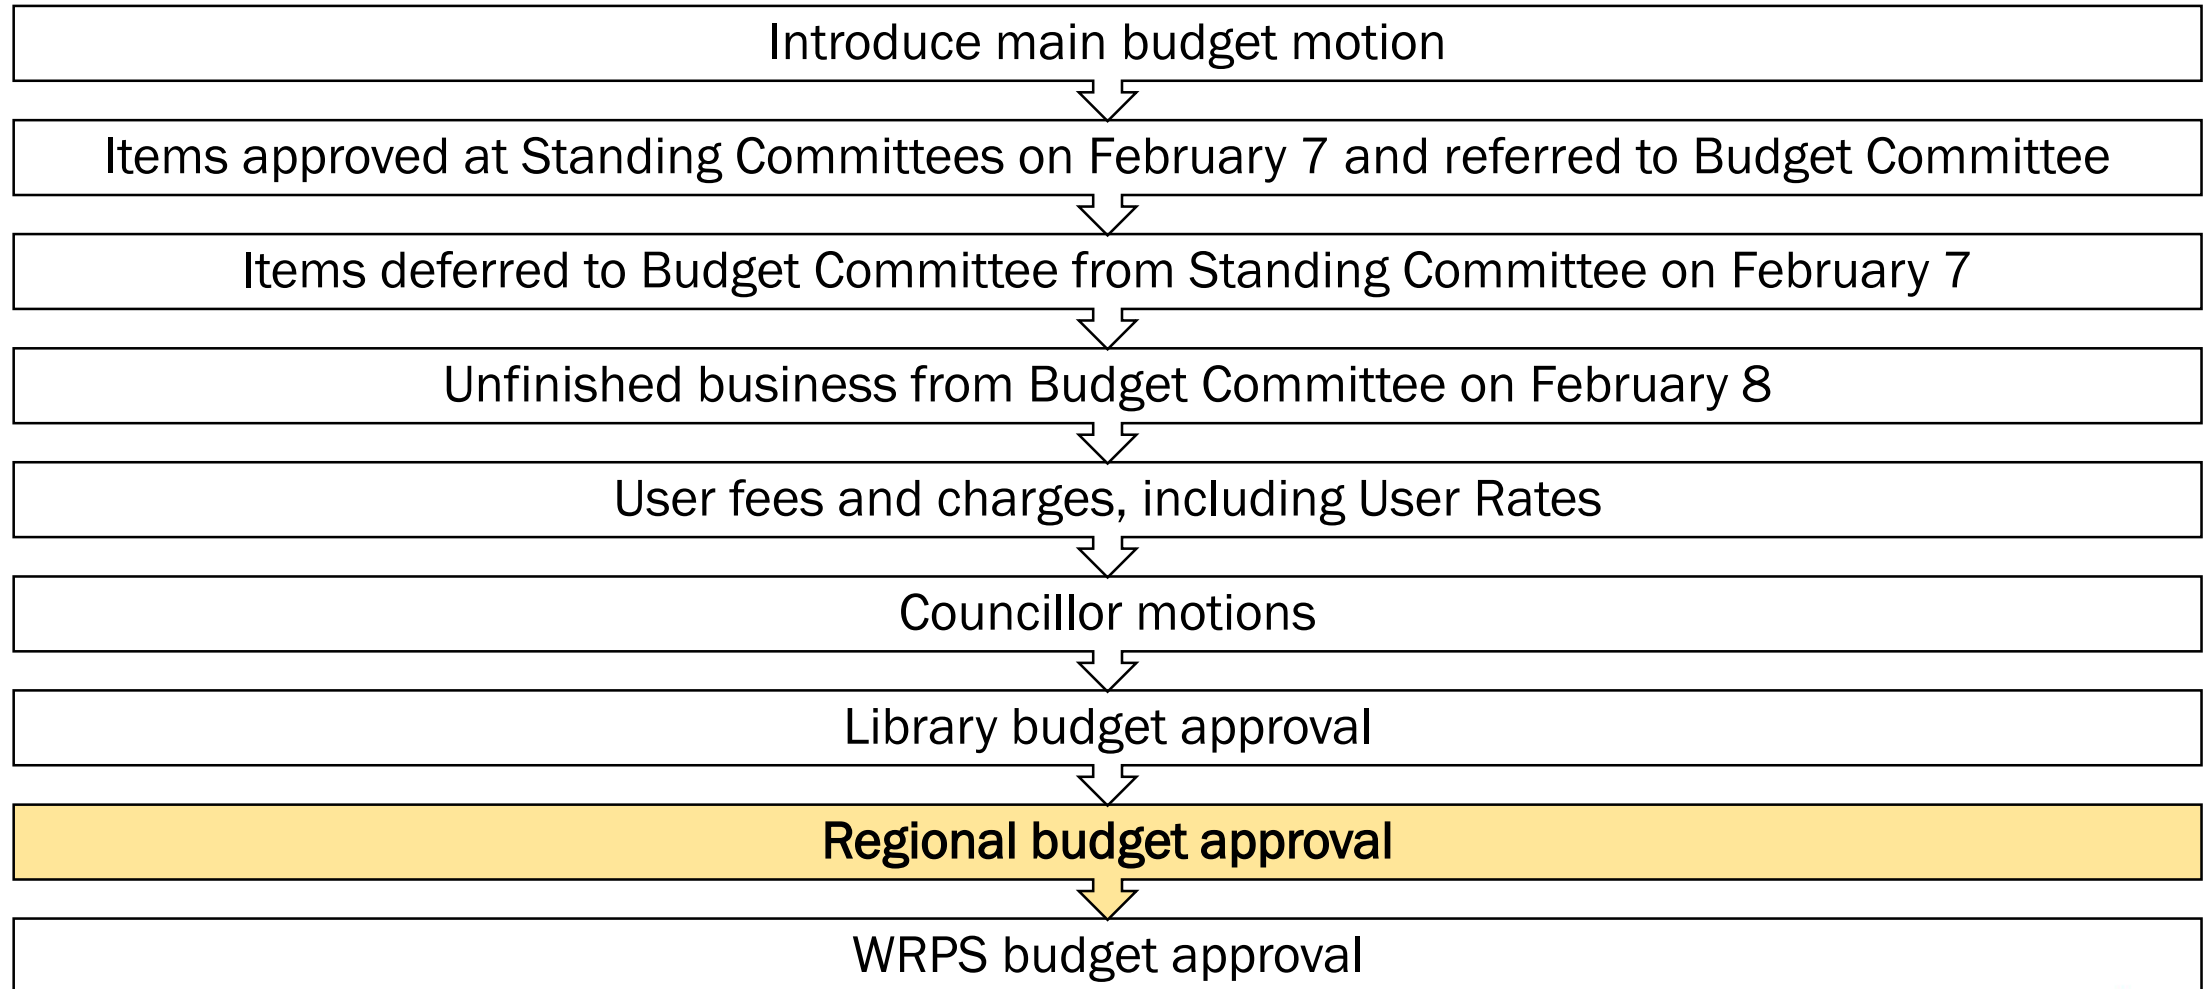 Introduce main budget motion
Items approved at Standing Committees on February 7 and referred to Budget Committee
Items deferred to Budget Committee from Standing Committee on February 7
Unfinished business from Budget Committee on February 8
User fees and charges, including User Rates
Councillor motions
Library budget approval
Regional budget approval
WRPS budget approval